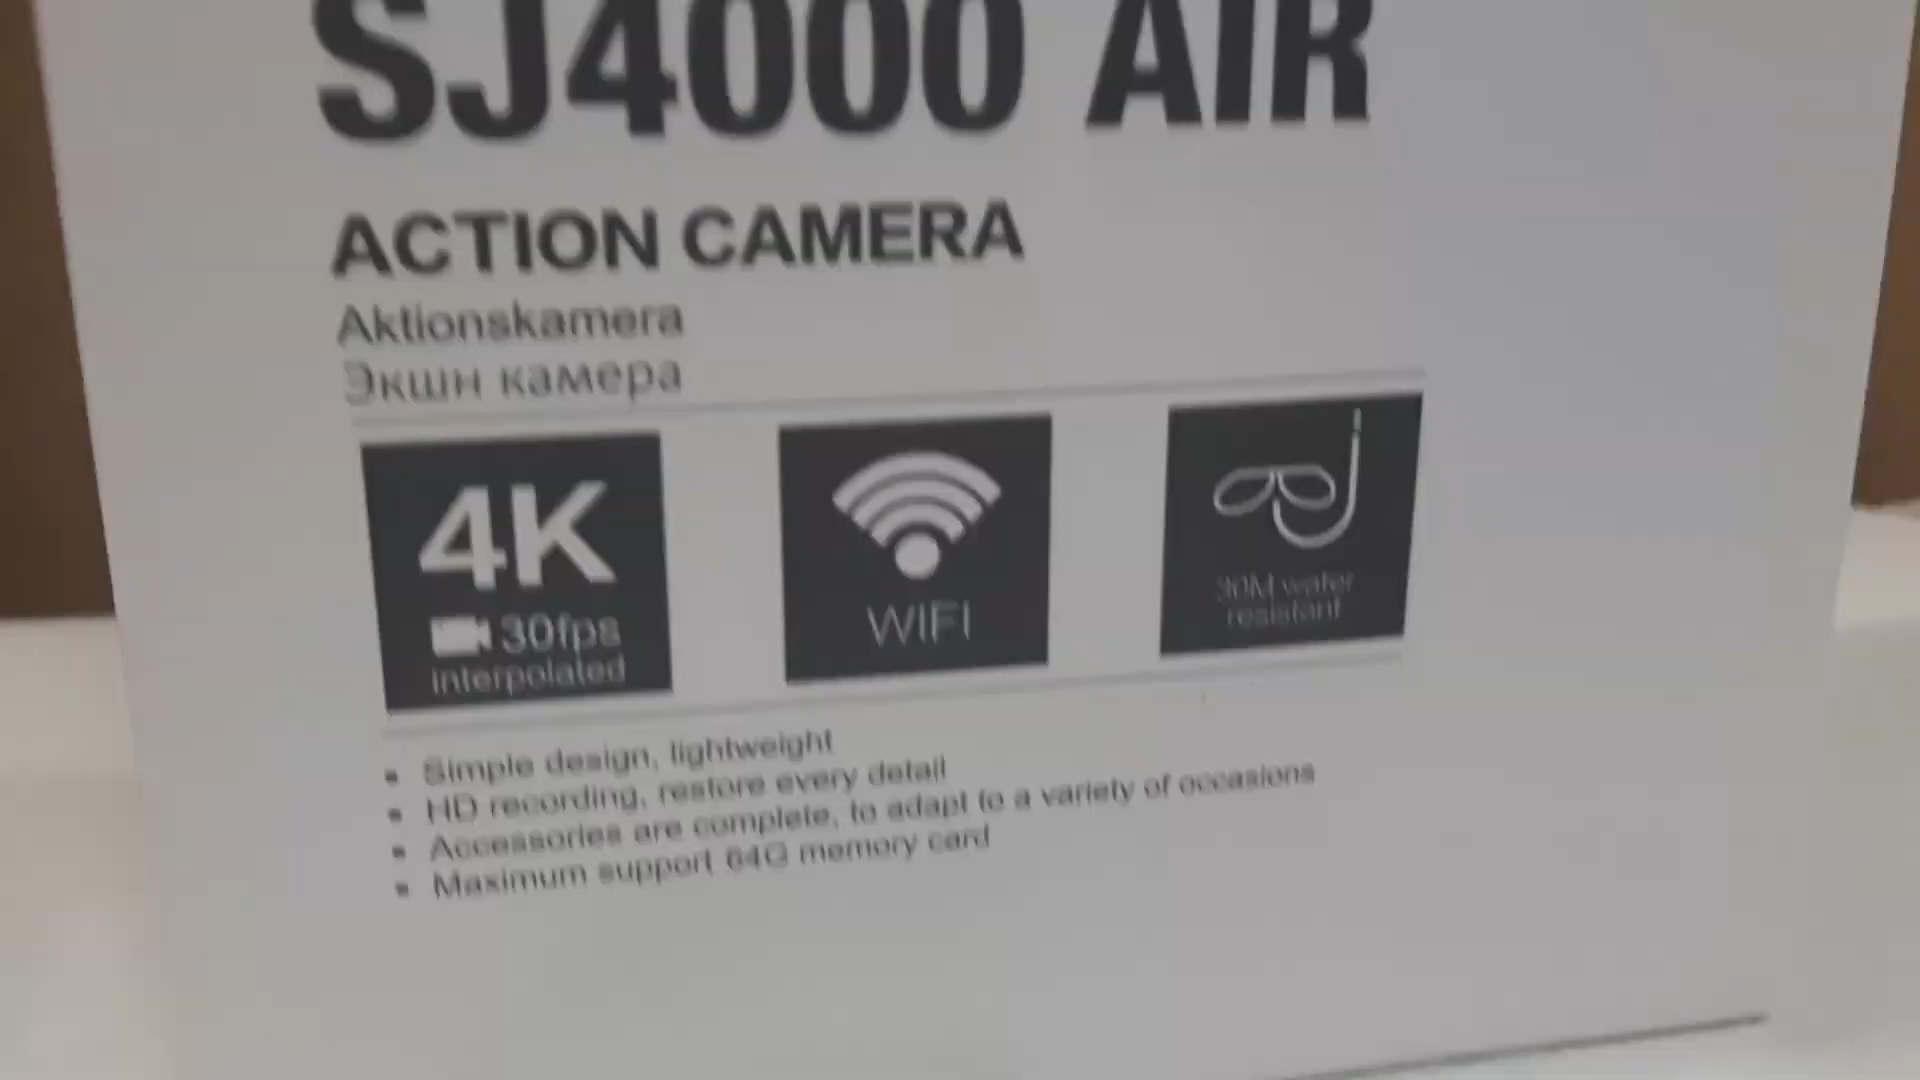 SJ4000 AIR
ACTION CAMERA
Aktionskamera
Экшн камера
4K
30fps
interpolated
WIFI
30M water
resistant
• Simple design, lightweight
• HD recording, restore every detail
• Accessories are complete, to adapt to a variety of occasions
• Maximum support 64G memory card